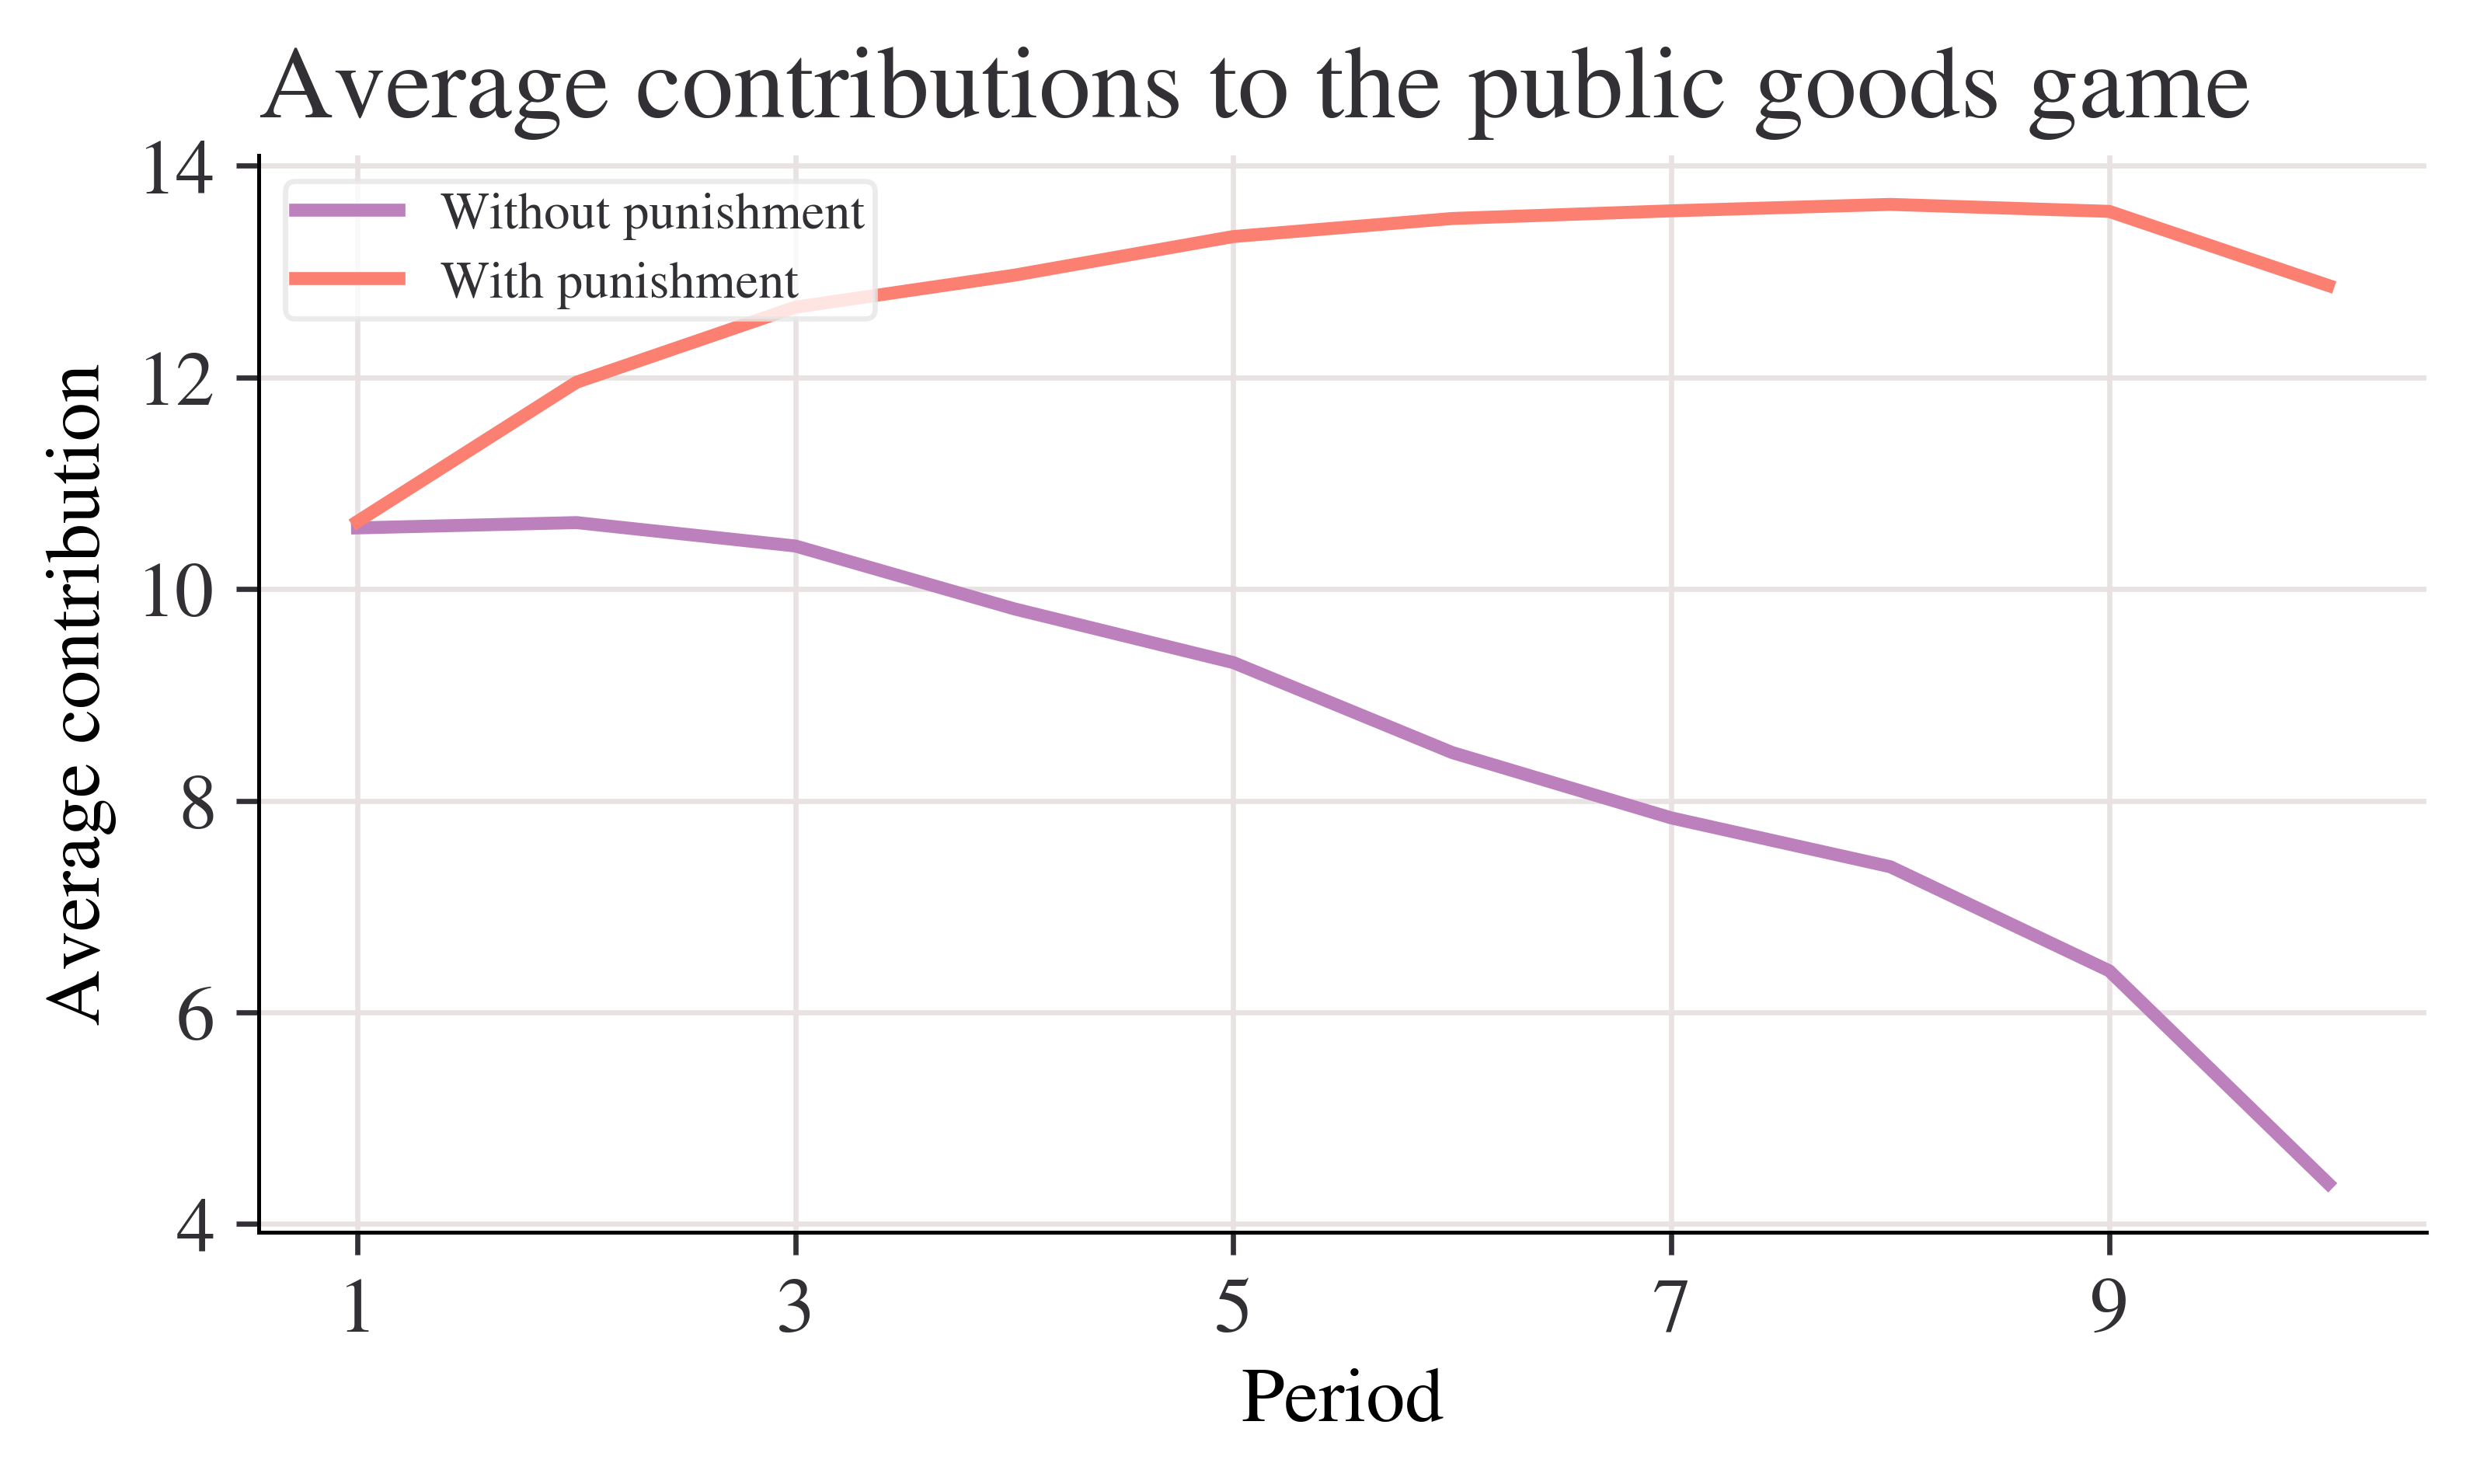 Average contributions to the public goods game
Without punishment
With punishment
Average contribution
14
12
10
8
6
4
1 3 5 7 9
Period